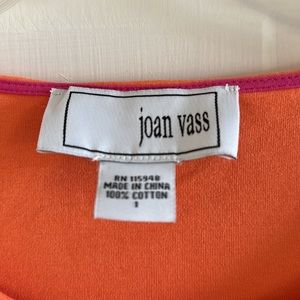 joan vass
RN 115948
MADE IN CHINA
100% COTTON
1